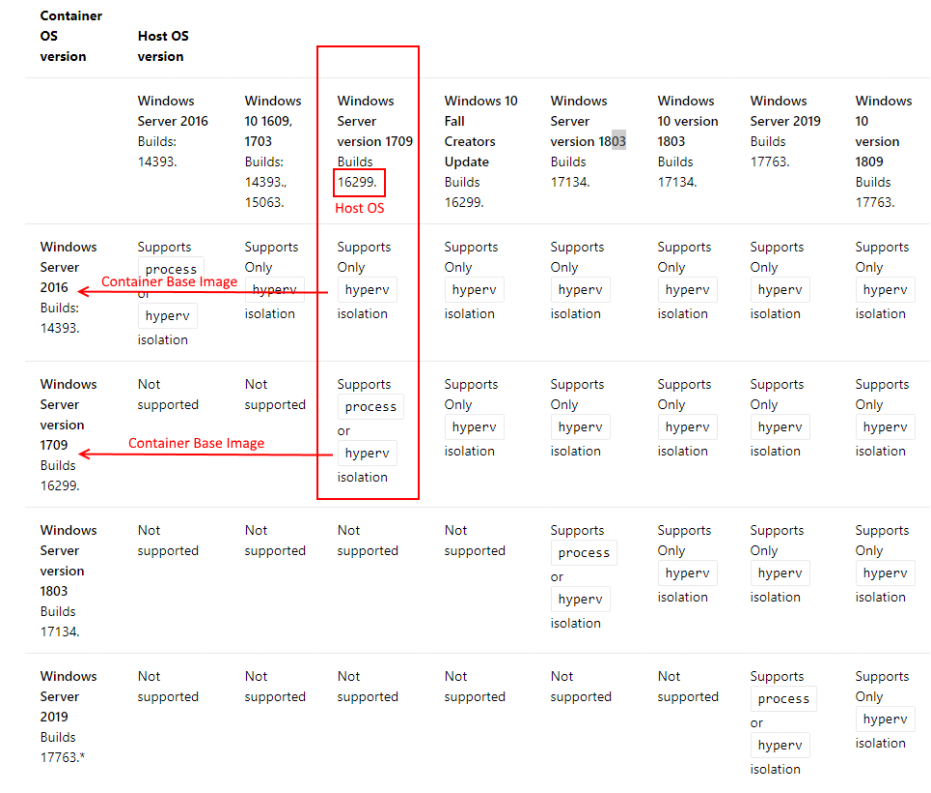 Container
OS
version
Host OS
version
Windows
Server 2016
Builds:
14393.
Windows
10 1609,
1703
Builds:
14393.,
15063.
Windows
Server
version 1709
Builds
16299.
Host OS
Windows 10
Fall
Creators
Update
Builds
16299.
Windows
Server
version 1803
Builds
17134.
Windows
10 version
1803
Builds
17134.
Windows
Server 2019
Builds
17763.
Windows
10
version
1809
Builds
17763.
Windows
Server
2016
Builds:
14393.
Container Base Image
Supports
process
or
hyperv
isolation
Supports
Only
hyperv
isolation
Supports
Only
hyperv
isolation
Supports
Only
hyperv
isolation
Supports
Only
hyperv
isolation
Supports
Only
hyperv
isolation
Supports
Only
hyperv
isolation
Supports
Only
hyperv
isolation
Windows
Server
version
1709
Builds
16299.
Container Base Image
Not
supported
Not
supported
Supports
process
or
hyperv
isolation
Supports
Only
hyperv
isolation
Supports
Only
hyperv
isolation
Supports
Only
hyperv
isolation
Supports
Only
hyperv
isolation
Supports
Only
hyperv
isolation
Windows
Server
version
1803
Builds
17134.
Not
supported
Not
supported
Not
supported
Not
supported
Supports
process
or
hyperv
isolation
Supports
Only
hyperv
isolation
Supports
Only
hyperv
isolation
Supports
Only
hyperv
isolation
Windows
Server
2019
Builds
17763.*
Not
supported
Not
supported
Not
supported
Not
supported
Not
supported
Not
supported
Supports
process
or
hyperv
isolation
Supports
Only
hyperv
isolation